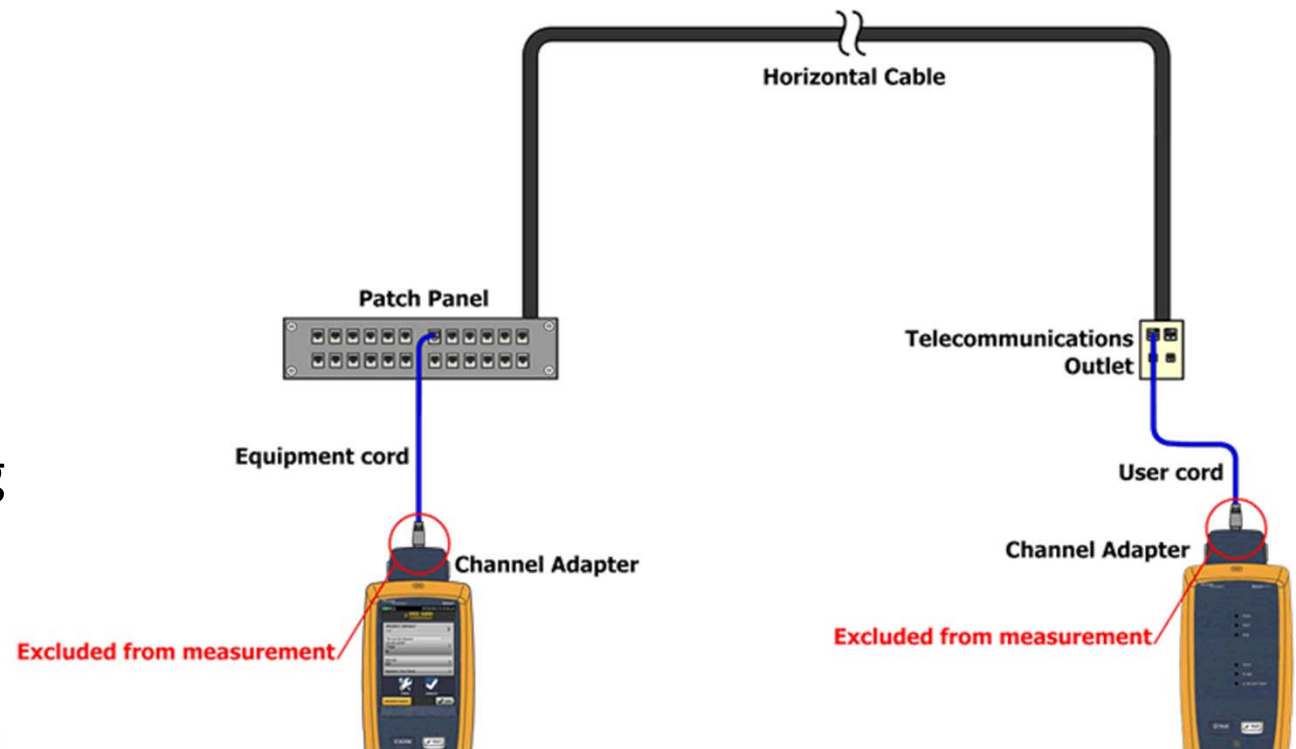 Horizontal Cable
Patch Panel
Telecommunications
Outlet
Equipment cord
g
User cord
Channel Adapter
Channel Adapter
Excluded from measurement
Excluded from measurement